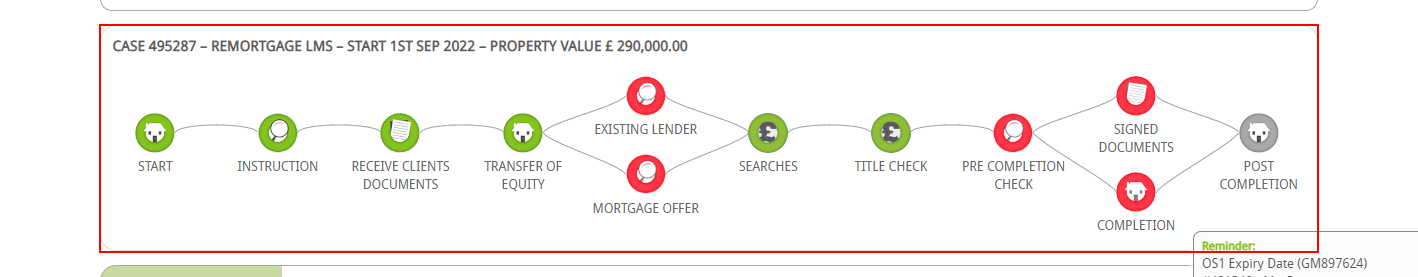 CASE 495287 – REMORTGAGE LMS – START 1ST SEP 2022 – PROPERTY VALUE £ 290,000.00
START
INSTRUCTION
RECEIVE CLIENTS
DOCUMENTS
TRANSFER OF
EQUITY
EXISTING LENDER
MORTGAGE OFFER
SEARCHES
TITLE CHECK
PRE COMPLETION
CHECK
SIGNED
DOCUMENTS
COMPLETION
POST
COMPLETION
Reminder:
OS1 Expiry Date (GM897624)